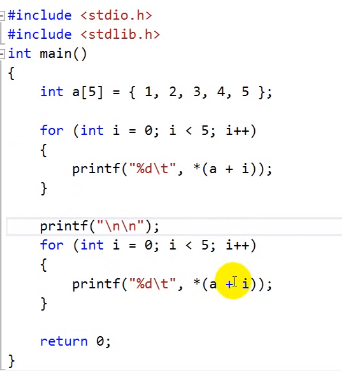 #include <stdio.h>
#include <stdlib.h>
int main()
{
    int a[5] = { 1, 2, 3, 4, 5 };
    for (int i = 0; i < 5; i++)
    {
        printf("%d\t", *(a + i));
    }
    printf("\n\n");
    for (int i = 0; i < 5; i++)
    {
        printf("%d\t", *(a + i));
    }
    return 0;
}